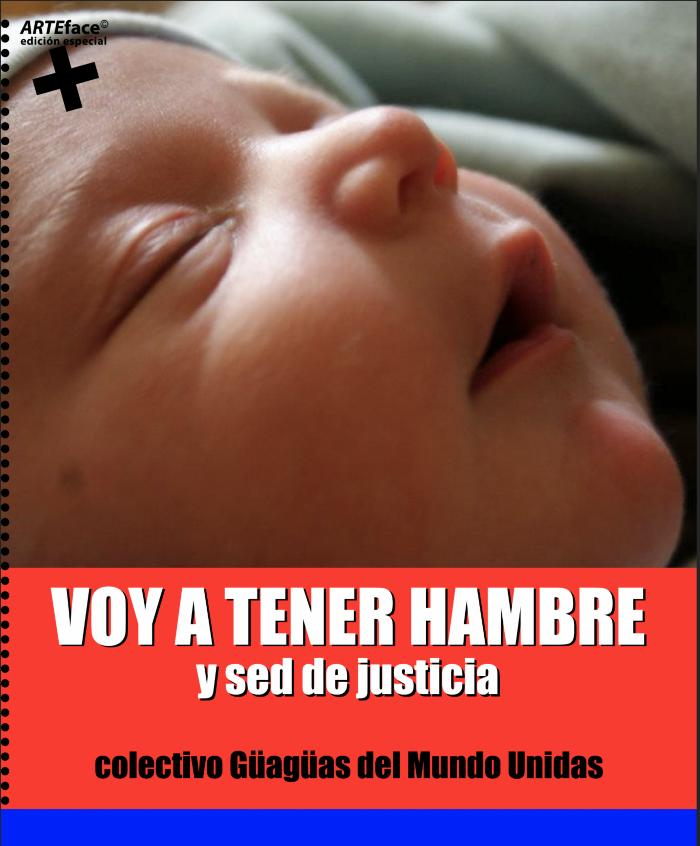 ARTEface©
edición especial
VOY A TENER HAMBRE
y sed de justicia
colectivo Güagüas del Mundo Unidas